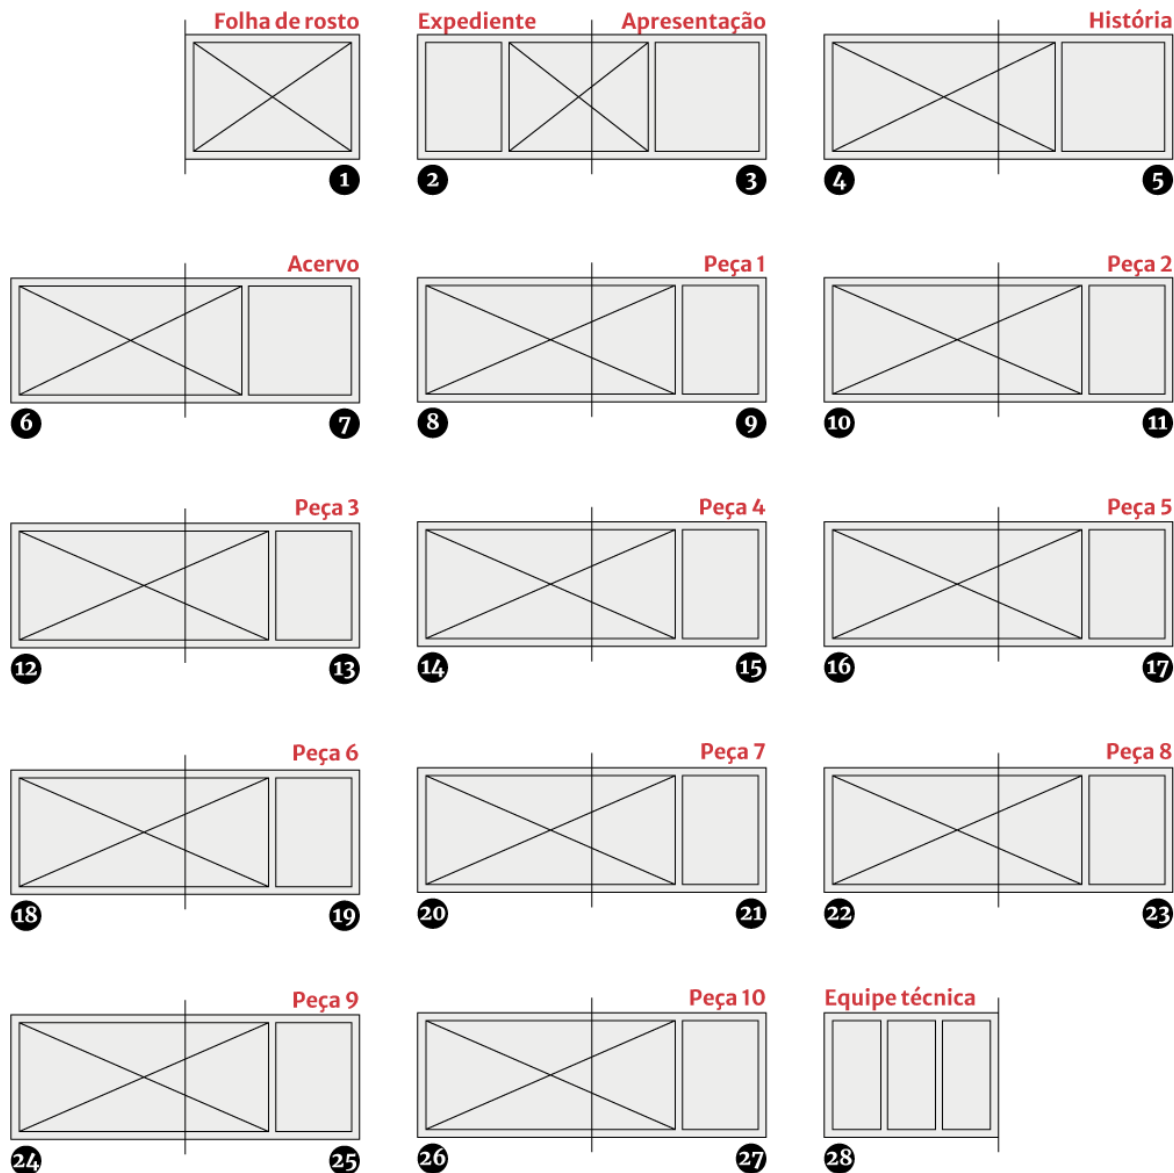 Folha de rosto
Expediente
Apresentação
História
1
2
3
4
5
Acervo
Peça 1
Peça 2
6
7
8
9
10
11
Peça 3
Peça 4
Peça 5
12
13
14
15
16
17
Peça 6
Peça 7
Peça 8
18
19
20
21
22
23
Peça 9
Peça 10
Equipe técnica
24
25
26
27
28